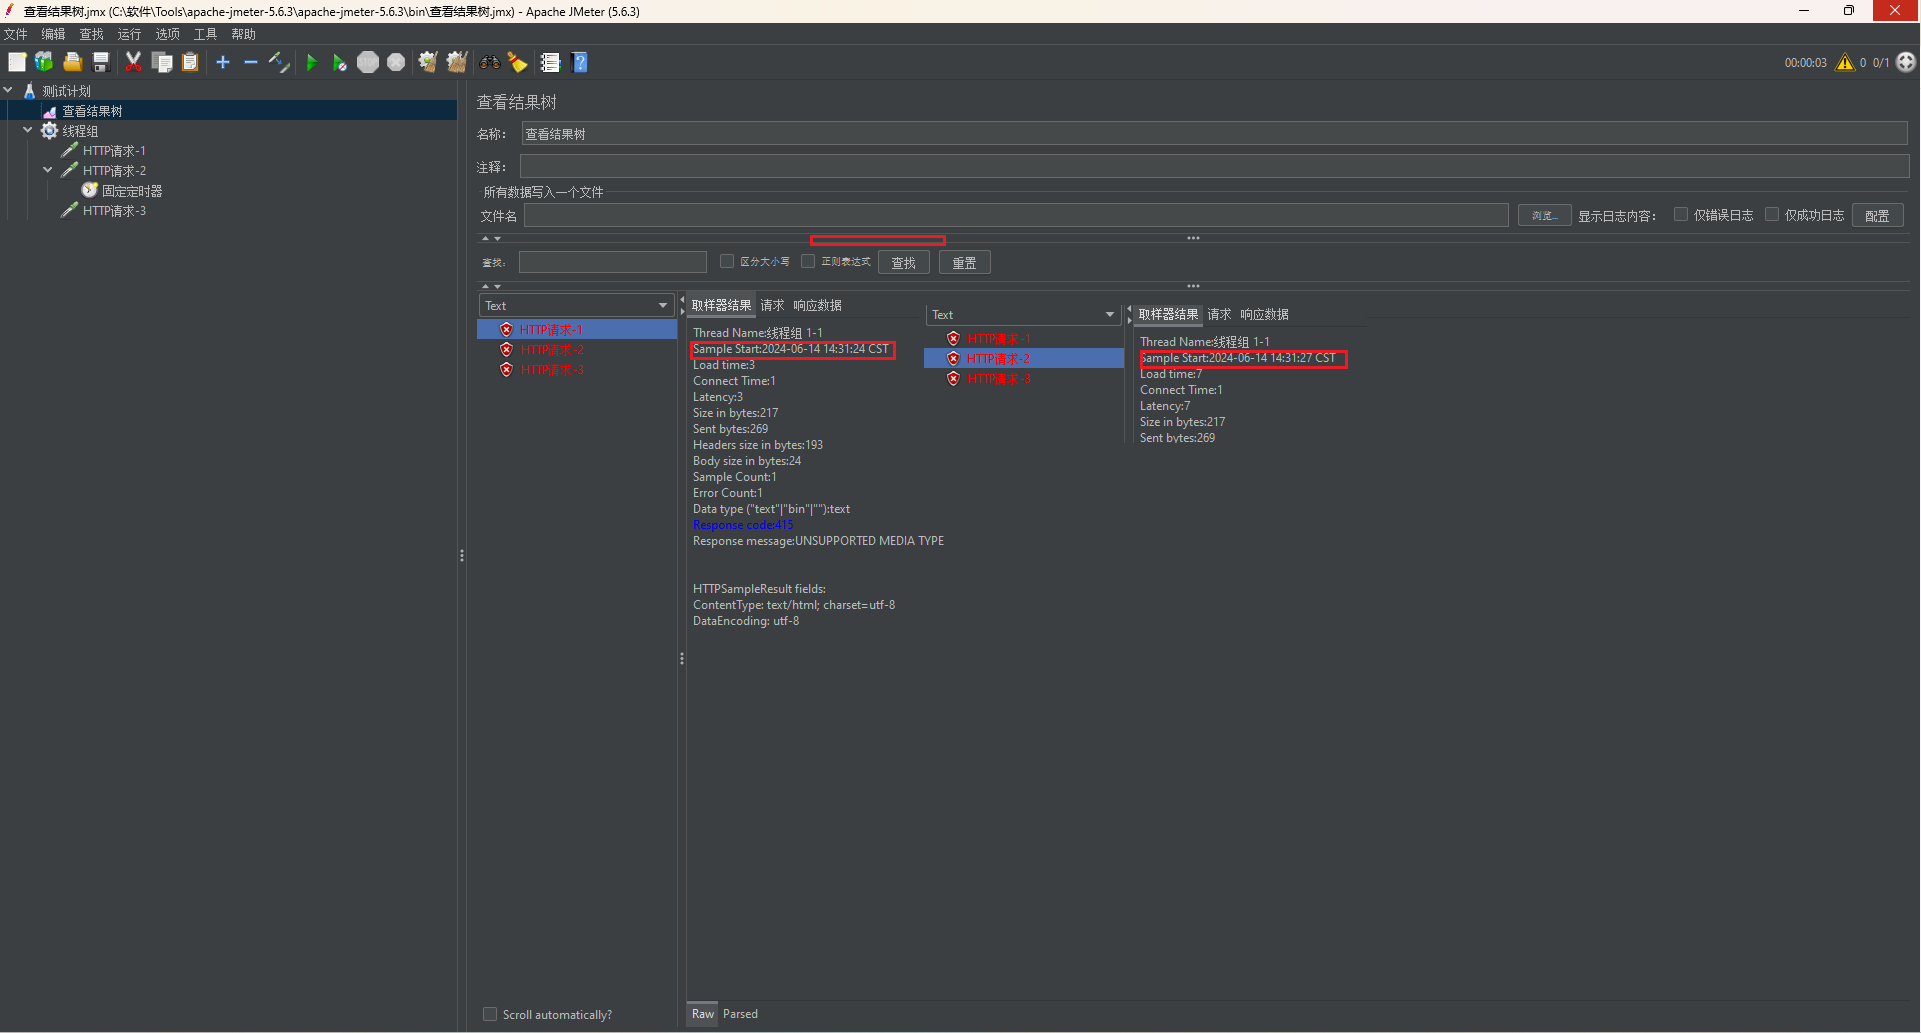 查看结果树.jmx (C:\软件\Tools\apache-jmeter-5.6.3\apache-jmeter-5.6.3\bin\查看结果树.jmx) - Apache JMeter (5.6.3)
文件 编辑 查找 运行 选项 工具 帮助
STOP
00:00:03 0 0/1
测试计划
查看结果树
线程组
HTTP请求-1
HTTP请求-2
固定定时器
HTTP请求-3
查看结果树
名称: 查看结果树
注释:
所有数据写入一个文件
文件名 浏览... 显示日志内容: 仅错误日志 仅成功日志 配置
查找: 区分大小写 正则表达式 查找 重置
Text
HTTP请求-1
HTTP请求-2
HTTP请求-3
取样器结果 请求 响应数据
Thread Name:线程组 1-1
Sample Start:2024-06-14 14:31:24 CST
Load time:3
Connect Time:1
Latency:3
Size in bytes:217
Sent bytes:269
Headers size in bytes:193
Body size in bytes:24
Sample Count:1
Error Count:1
Data type ("text"|"bin"|""):text
Response code:415
Response message:UNSUPPORTED MEDIA TYPE
HTTPSampleResult fields:
ContentType: text/html; charset=utf-8
DataEncoding: utf-8
Text
HTTP请求-1
HTTP请求-2
HTTP请求-3
取样器结果 请求 响应数据
Thread Name:线程组 1-1
Sample Start:2024-06-14 14:31:27 CST
Load time:7
Connect Time:1
Latency:7
Size in bytes:217
Sent bytes:269
Scroll automatically?
Raw Parsed